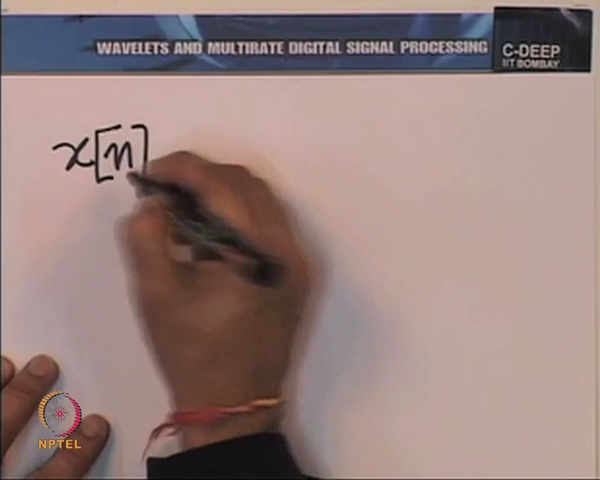 WAVELETS AND MULTIRATE DIGITAL SIGNAL PROCESSING
C-DEEP
IIT BOMBAY
x[n]
NPTEL